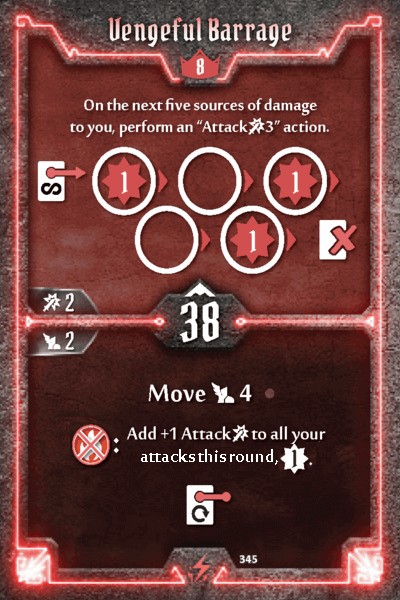 Vengeful Barrage
8
On the next five sources of damage
to you, perform an “Attack 3” action.
1 1
1
2
38
2
Move 4
: Add +1 Attack to all your
attacks this round, 1.
345